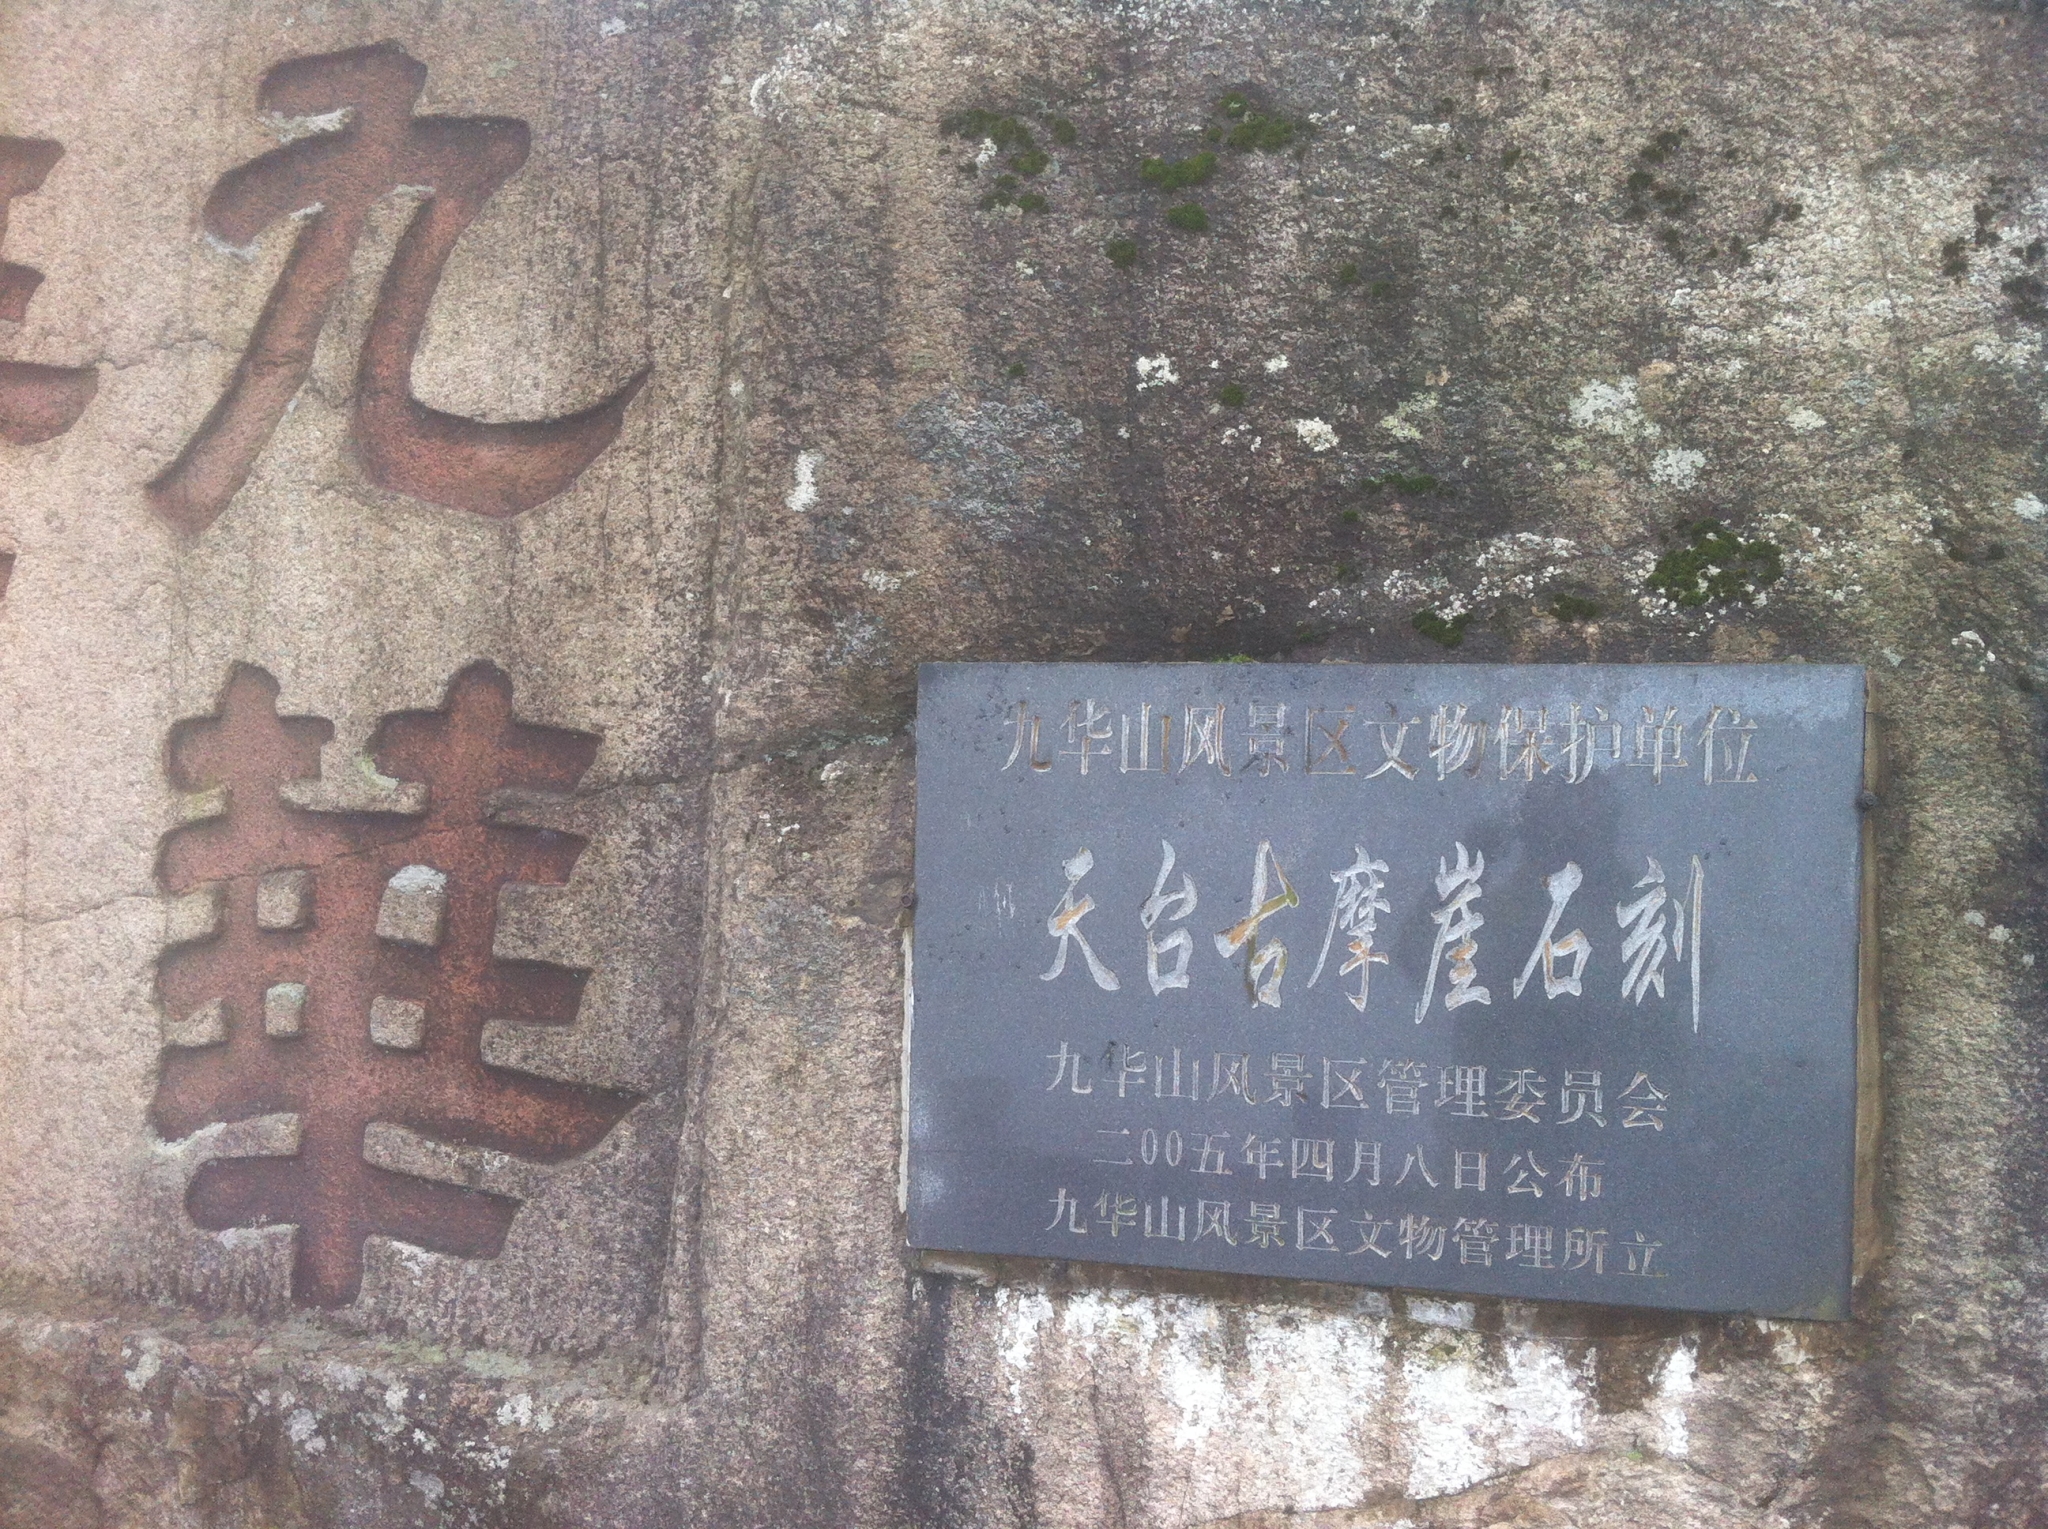 九華
九华山风景区文物保护单位
天台古摩崖石刻
九华山风景区管理委员会
二00五年四月八日公布
九华山风景区文物管理所立